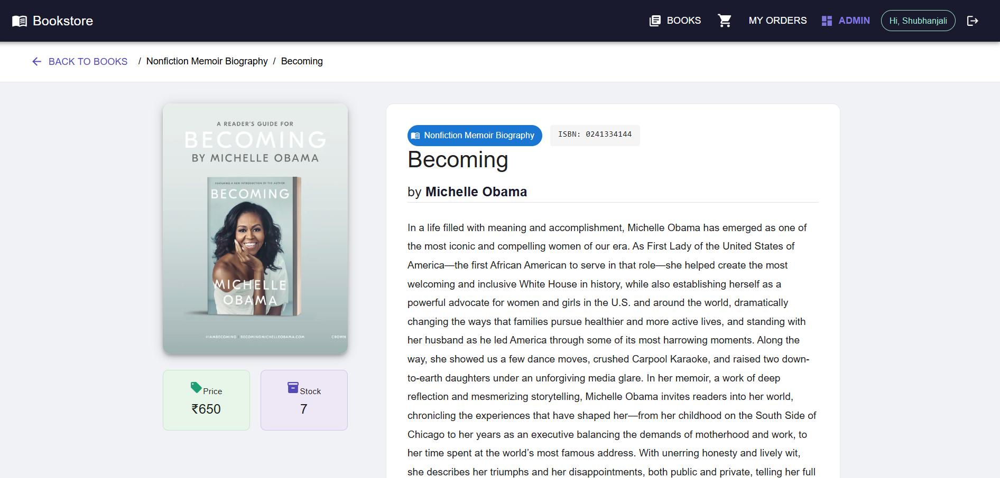 Bookstore
BOOKS
MY ORDERS
ADMIN
Hi, Shubhanjali
BACK TO BOOKS / Nonfiction Memoir Biography / Becoming
A READER'S GUIDE FOR
BECOMING
BY MICHELLE OBAMA
FEATURING A NEW INTRODUCTION BY THE AUTHOR
BECOMING
MICHELLE
OBAMA
#IAMBECOMING | BECOMINGMICHELLEOBAMA.COM
CROWN
Price
₹650
Stock
7
Nonfiction Memoir Biography
ISBN: 0241334144
Becoming
by Michelle Obama
In a life filled with meaning and accomplishment, Michelle Obama has emerged as one of
the most iconic and compelling women of our era. As First Lady of the United States of
America—the first African American to serve in that role—she helped create the most
welcoming and inclusive White House in history, while also establishing herself as a
powerful advocate for women and girls in the U.S. and around the world, dramatically
changing the ways that families pursue healthier and more active lives, and standing with
her husband as he led America through some of its most harrowing moments. Along the
way, she showed us a few dance moves, crushed Carpool Karaoke, and raised two down-
to-earth daughters under an unforgiving media glare. In her memoir, a work of deep
reflection and mesmerizing storytelling, Michelle Obama invites readers into her world,
chronicling the experiences that have shaped her—from her childhood on the South Side of
Chicago to her years as an executive balancing the demands of motherhood and work, to
her time spent at the world’s most famous address. With unerring honesty and lively wit,
she describes her triumphs and her disappointments, both public and private, telling her full